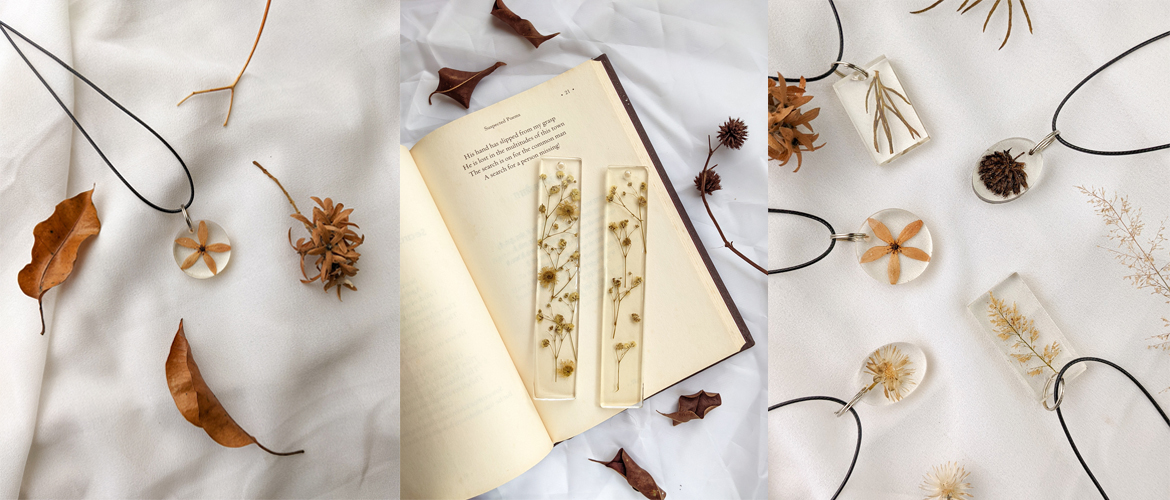 • 21 •
Suspected Poems
His hand has slipped from my grasp
He is lost in the multitudes of this town
The search is on for the common man
A search for a person missing!